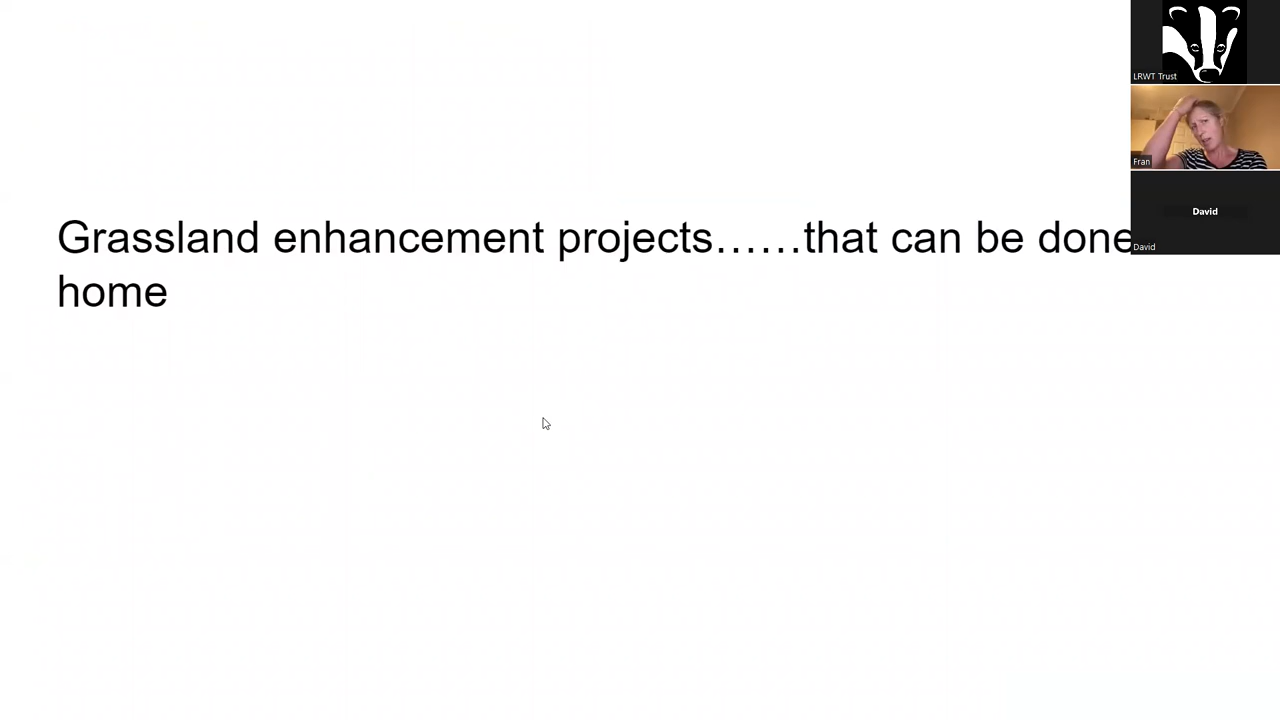 Grassland enhancement projects……that can be done
home
LRWT Trust
Fran
David
David